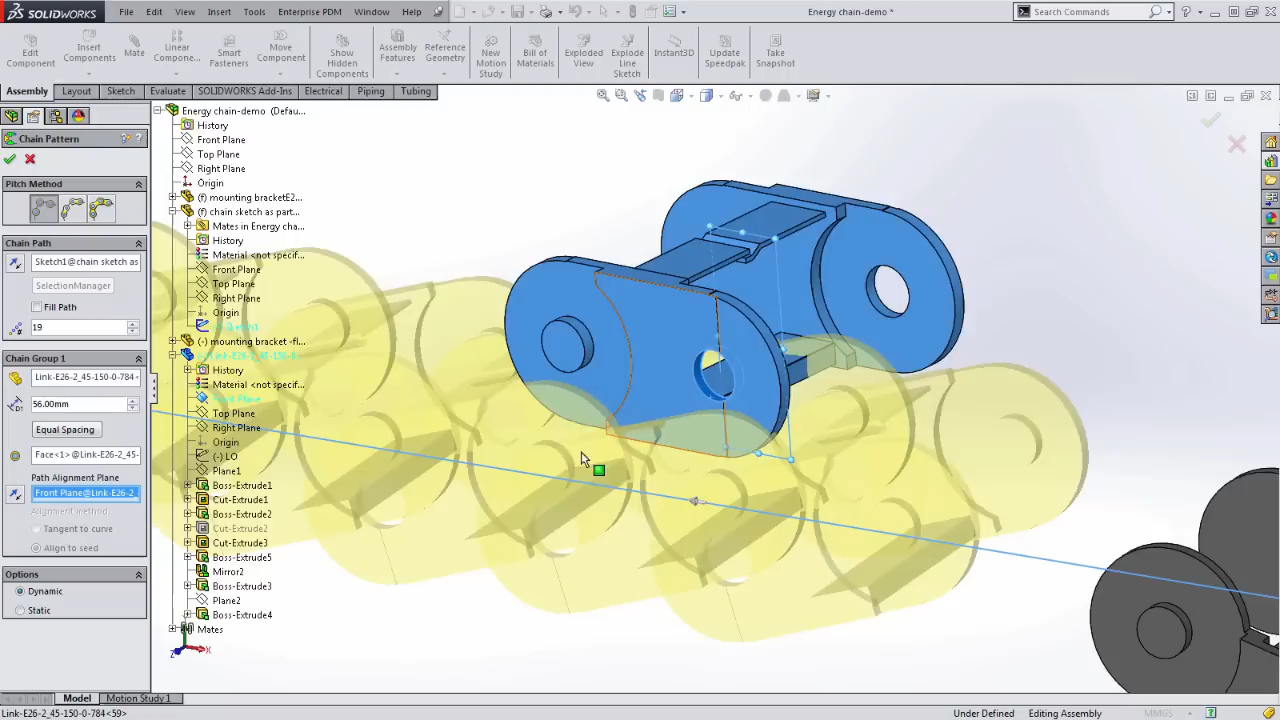 SOLIDWORKS File Edit View Insert Tools Enterprise PDM Window Help Energy chain-demo * Search Commands ?
Edit Component
Insert Components
Mate
Linear Compone...
Smart Fasteners
Move Component
Show Hidden Components
Assembly Features
Reference Geometry
New Motion Study
Bill of Materials
Exploded View
Explode Line Sketch
Instant3D
Update Speedpak
Take Snapshot
Assembly Layout Sketch Evaluate SOLIDWORKS Add-Ins Electrical Piping Tubing
Chain Pattern
Pitch Method
Chain Path
Sketch1@chain sketch as
SelectionManager
Fill Path
19
Chain Group 1
Link-E26-2_45-150-0-784
56.00mm
Equal Spacing
Face<1>@Link-E26-2_45-
Path Alignment Plane
Front Plane@Link-E26-2
Alignment method:
Tangent to curve
Align to seed
Options
Dynamic
Static
Energy chain-demo (Defau...
History
Front Plane
Top Plane
Right Plane
Origin
(f) mounting bracketE2...
(f) chain sketch as part...
Mates in Energy cha...
History
Material <not specif...
Front Plane
Top Plane
Right Plane
Origin
(-) Sketch1
(-) mounting bracket -fl...
(-) Link-E26-2_45-150-0
History
Material <not specif...
Front Plane
Top Plane
Right Plane
Origin
(-) LO
Plane1
Boss-Extrude1
Cut-Extrude1
Boss-Extrude2
Cut-Extrude2
Cut-Extrude3
Boss-Extrude5
Mirror2
Boss-Extrude3
Plane2
Boss-Extrude4
Mates
Z X
Model Motion Study 1
Link-E26-2_45-150-0-784<59> Under Defined Editing Assembly MMGS